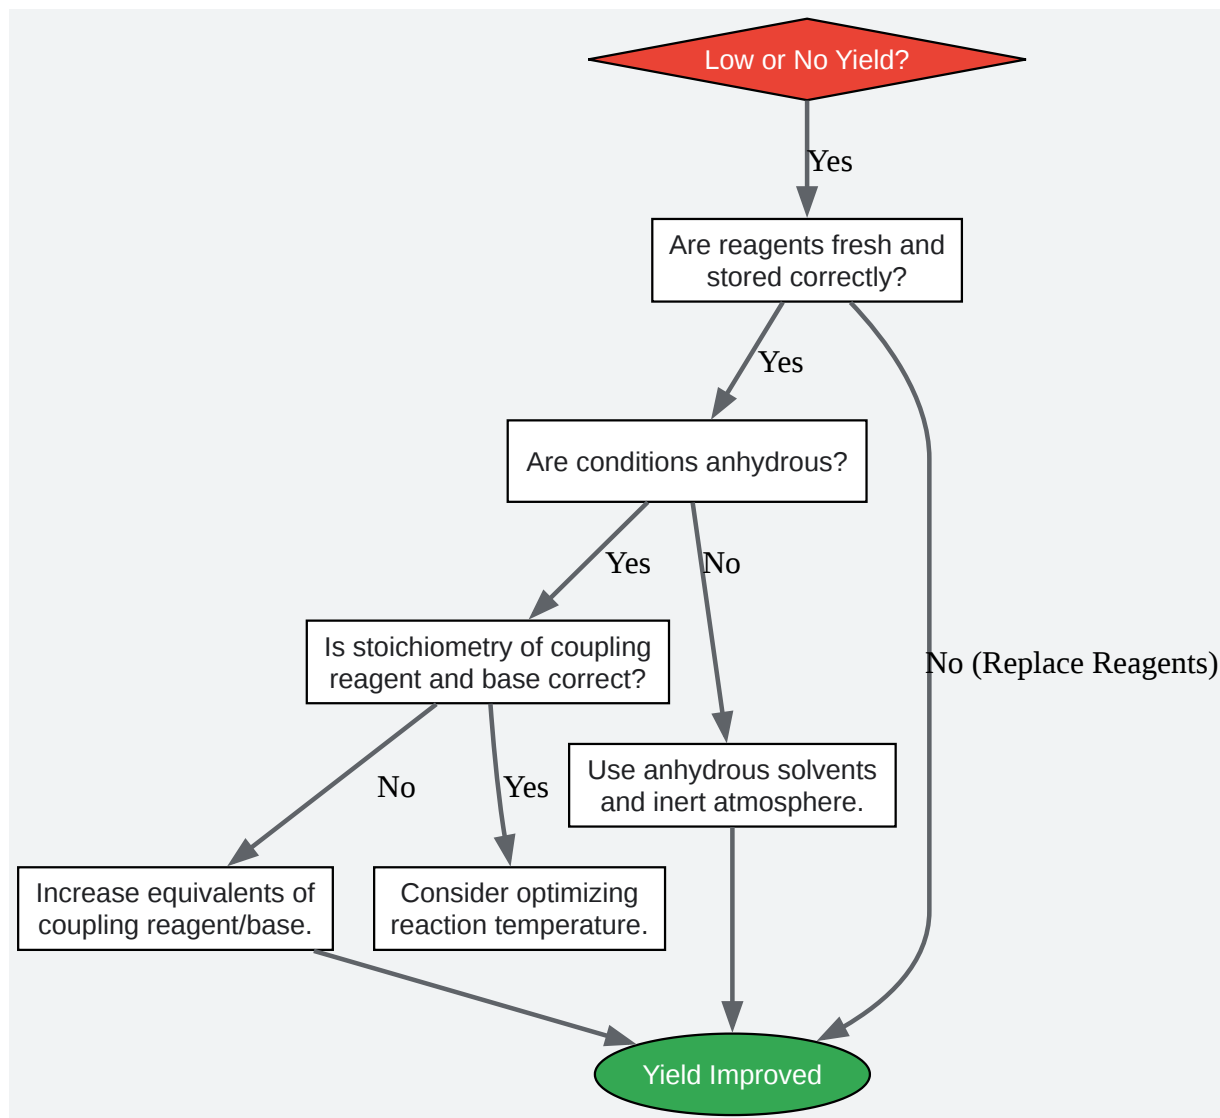 Low or No Yield?
Yes
Are reagents fresh and
stored correctly?
Yes
Are conditions anhydrous?
Yes
No
Is stoichiometry of coupling
reagent and base correct?
No (Replace Reagents)
Use anhydrous solvents
and inert atmosphere.
No
Yes
Increase equivalents of
coupling reagent/base.
Consider optimizing
reaction temperature.
Yield Improved